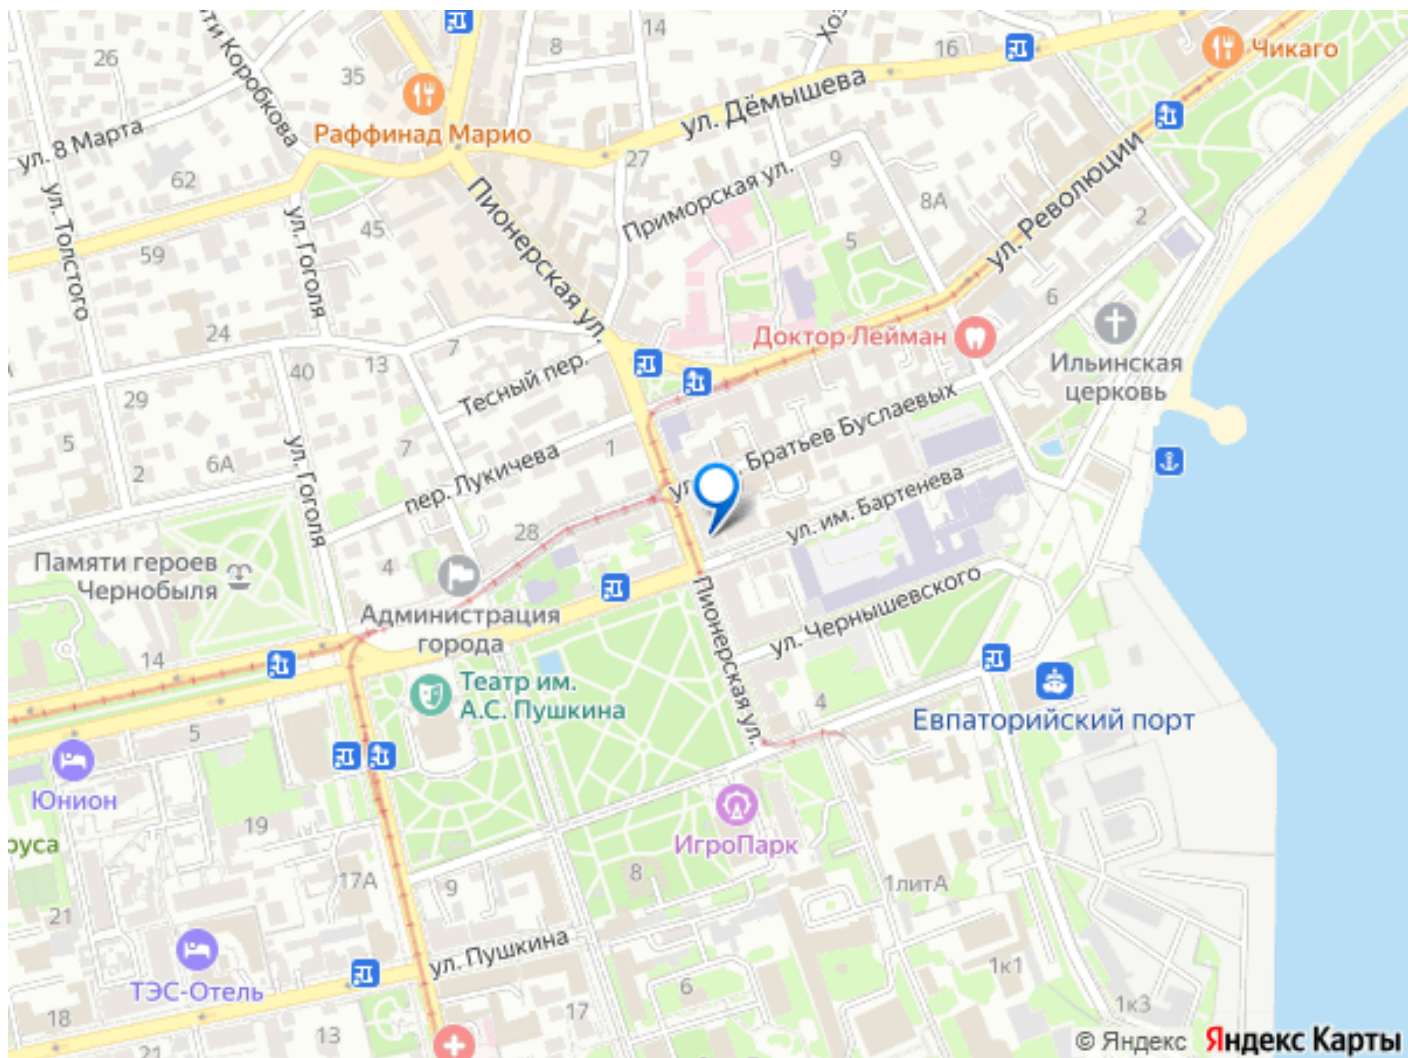 26
ти Коробкова
35
8
14
Хоз
16
Чикаго
ул. 8 Марта
Раффинад Марио
ул. Дёмышева
62
27
9
ул. Толстого
ул. Гоголя
45
Пионерская ул.
Приморская ул.
8А
ул. Революции
2
59
5
6
24
13
7
Доктор Лейман
Ильинская
церковь
40
Тесный пер.
29
5
2
6А
ул. Гоголя
7
пер. Лукичева
1
ул.
Братьев Буслаевых
ул. им. Бартенева
28
Памяти героев
Чернобыля
4
Администрация
города
Пионерская ул.
ул. Чернышевского
14
Театр им.
А.С. Пушкина
4
Евпаторийский порт
5
Юнион
19
руса
ИгроПарк
17А
9
8
1литА
21
ул. Пушкина
ТЭС-Отель
6
1к1
1к3
18
13
17
21
© Яндекс Яндекс Карты